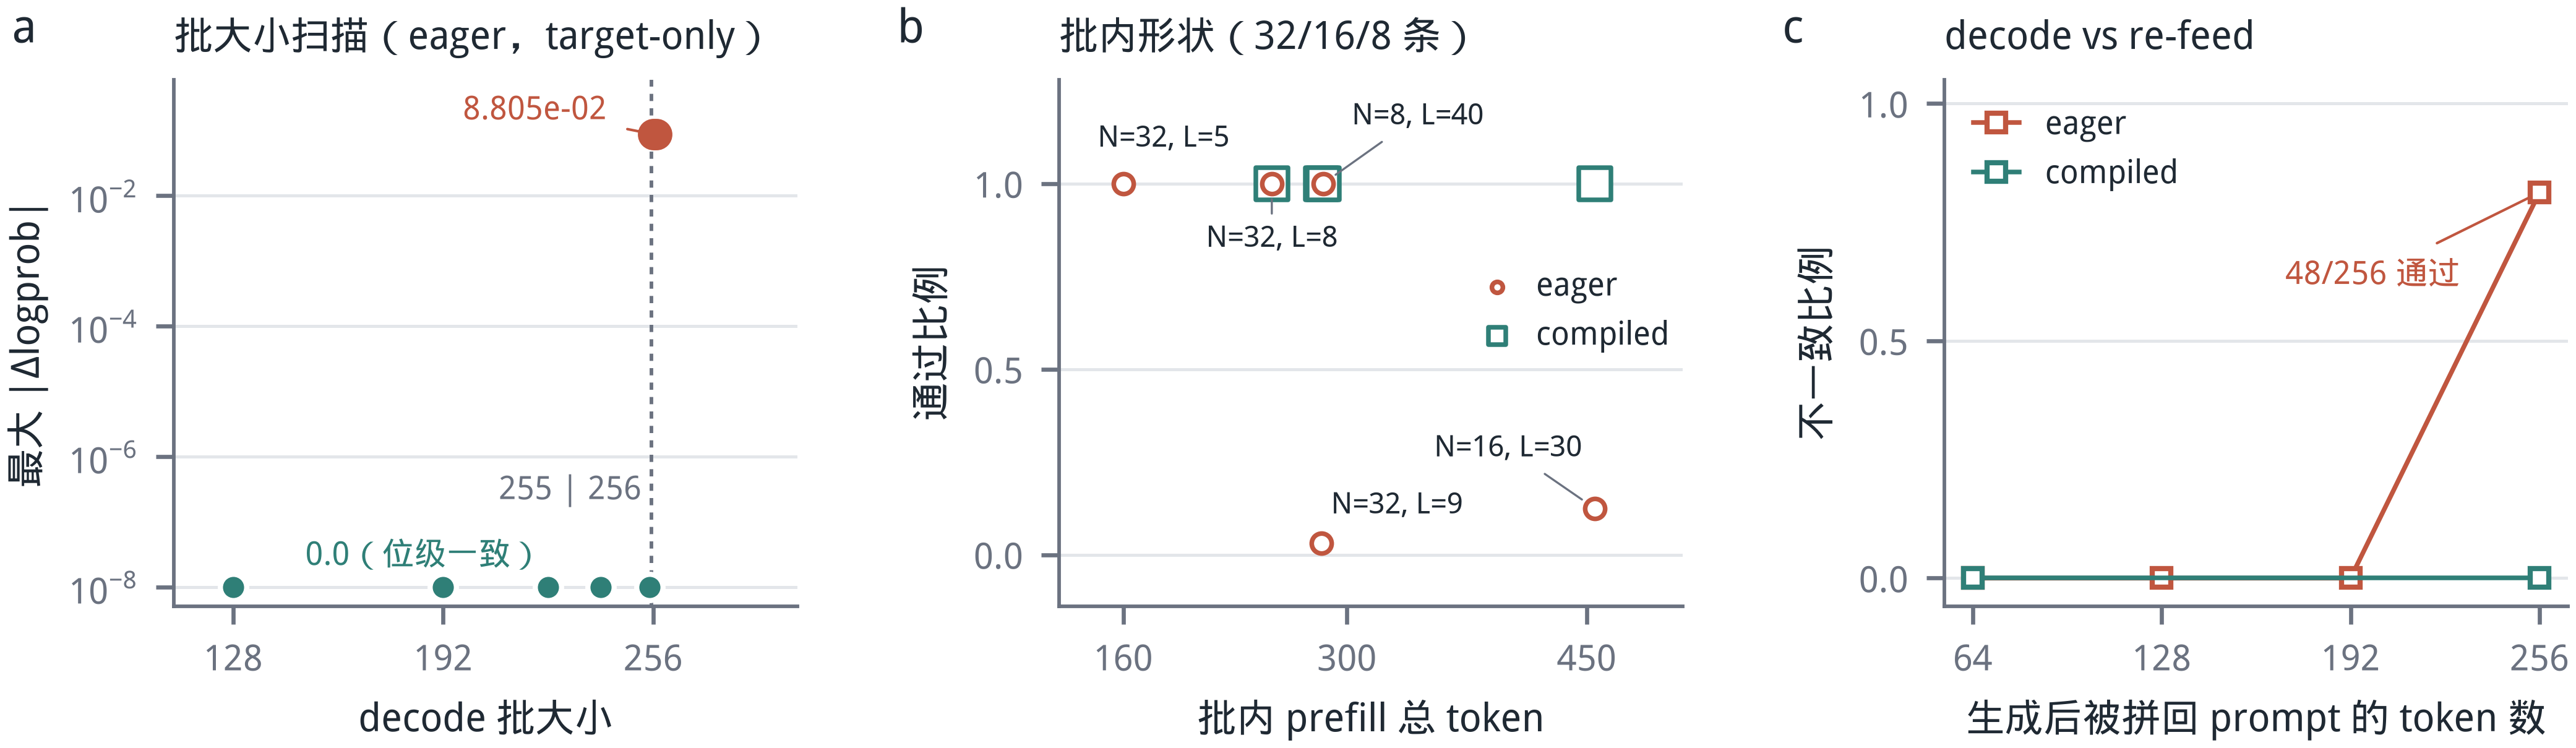 a
批大小扫描（eager，target-only）
最大 |Δlogprob|
10⁻²
10⁻⁴
10⁻⁶
10⁻⁸
8.805e-02
255 | 256
0.0（位级一致）
128
192
256
decode 批大小
b
批内形状（32/16/8 条）
通过比例
1.0
0.5
0.0
N=32, L=5
N=8, L=40
N=32, L=8
eager
compiled
N=16, L=30
N=32, L=9
160
300
450
批内 prefill 总 token
c
decode vs re-feed
不一致比例
1.0
0.5
0.0
eager
compiled
48/256 通过
64
128
192
256
生成后被拼回 prompt 的 token 数